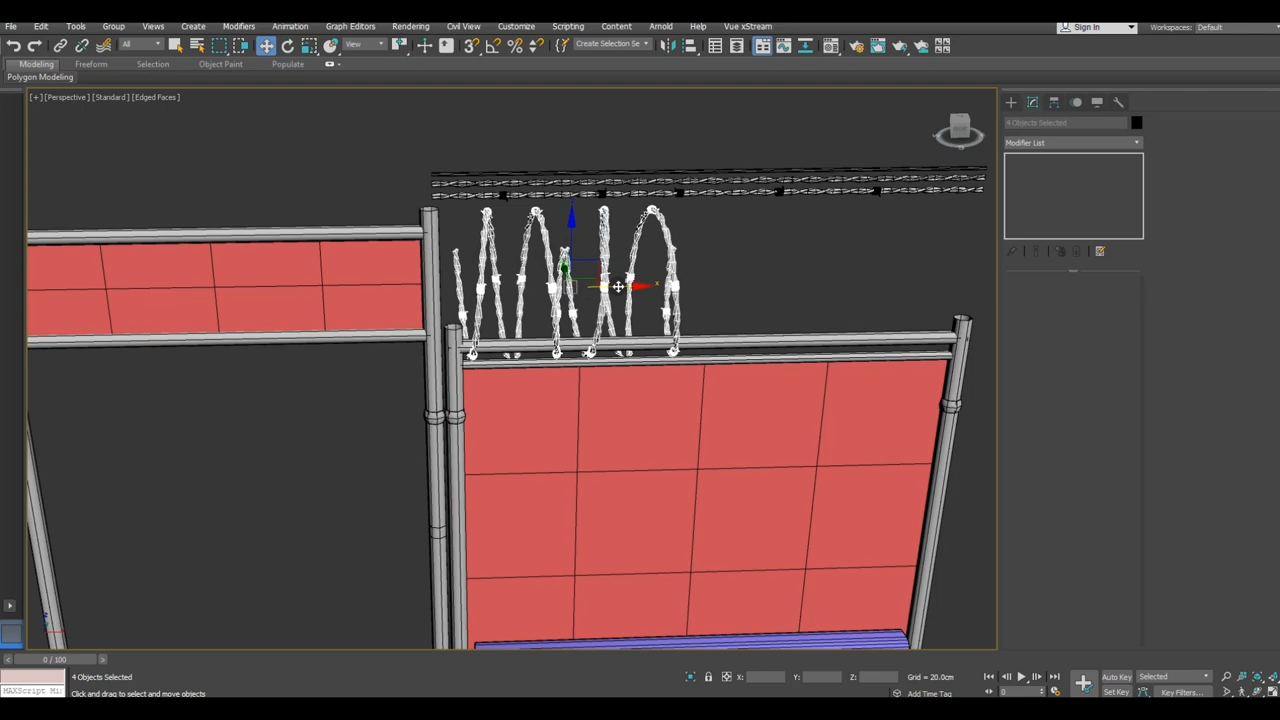 File Edit Tools Group Views Create Modifiers Animation Graph Editors Rendering Civil View Customize Scripting Content Arnold Help Vue xStream Sign In Workspaces: Default
All View Create Selection Se
Modeling Freeform Selection Object Paint Populate
Polygon Modeling
[+] [Perspective] [Standard] [Edged Faces]
4 Objects Selected
Modifier List
x
z
0 / 100
4 Objects Selected X: Y: Z: Grid = 20.0cm Auto Key Selected
MAXScript Mi Click and drag to select and move objects Add Time Tag 0 Set Key Key Filters...